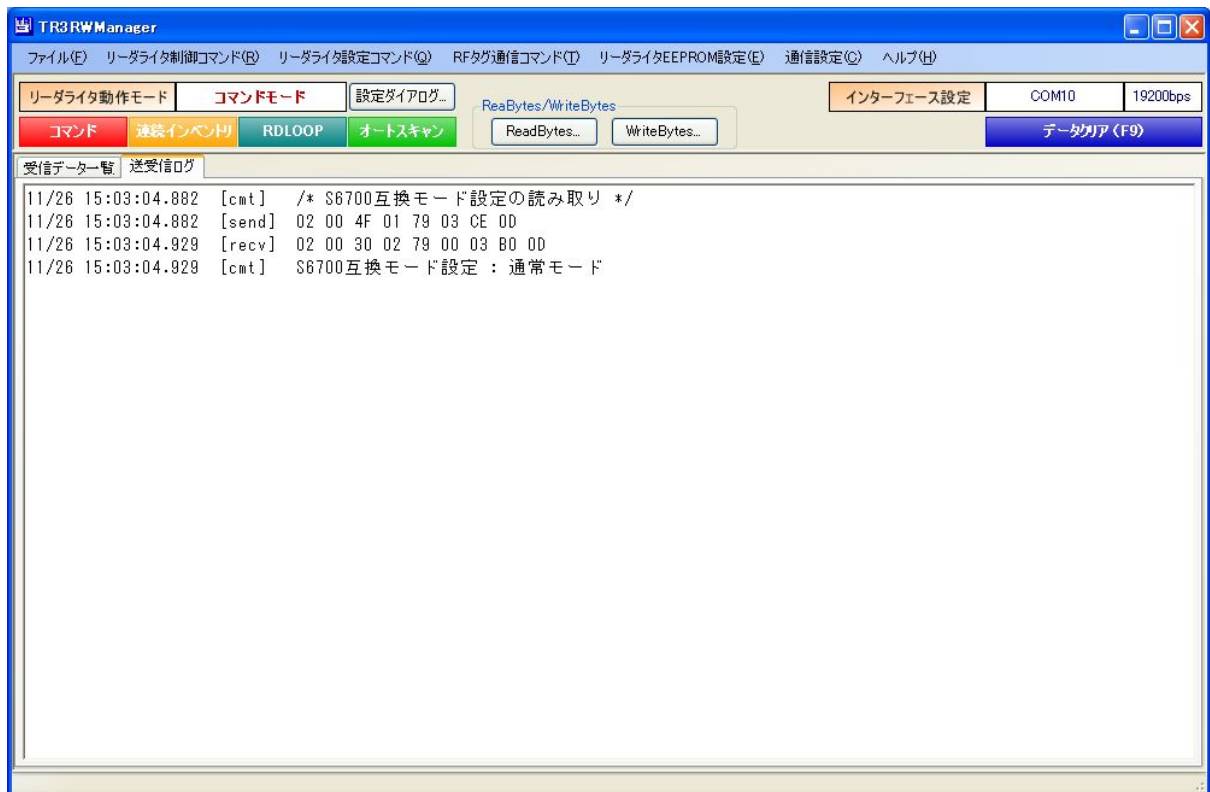 TR3RWManager
ファイル(F) リーダライタ制御コマンド(R) リーダライタ設定コマンド(Q) RFタグ通信コマンド(T) リーダライタEEPROM設定(E) 通信設定(C) ヘルプ(H)
リーダライタ動作モード コマンドモード 設定ダイアログ... ReaBytes/WriteBytes インターフェース設定 COM10 19200bps
コマンド 連続インベントリ RDLOOP オートスキャン ReadBytes... WriteBytes... データクリア(F9)
受信データ一覧 送受信ログ
11/26 15:03:04.882 [cmt] /* S6700互換モード設定の読み取り */
11/26 15:03:04.882 [send] 02 00 4F 01 79 03 CE 0D
11/26 15:03:04.929 [recv] 02 00 30 02 79 00 03 B0 0D
11/26 15:03:04.929 [cmt] S6700互換モード設定 : 通常モード